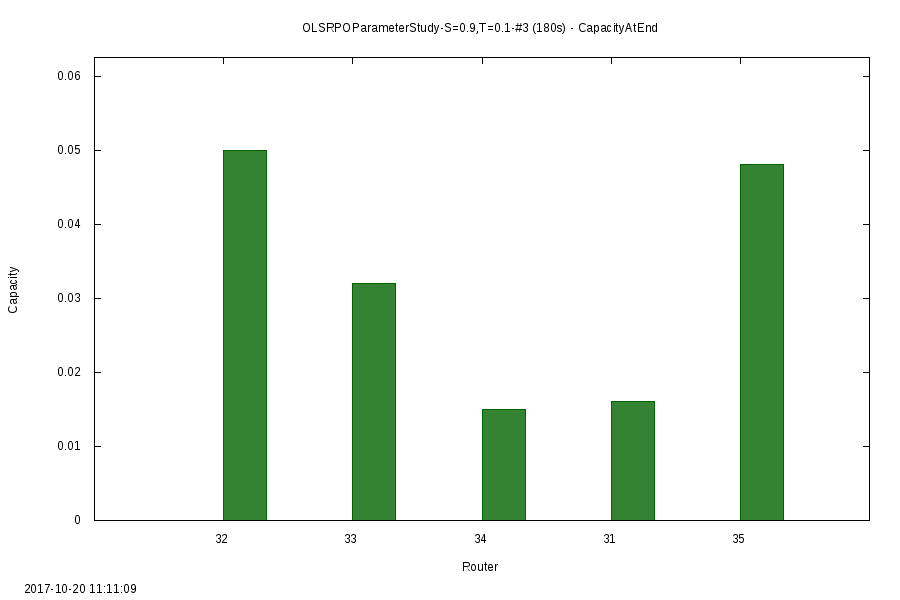 OLSRPOParameterStudy-S=0.9,T=0.1-#3 (180s) - CapacityAtEnd
0.06
0.05
0.04
0.03
0.02
0.01
0
Capacity
32 33 34 31 35
Router
2017-10-20 11:11:09